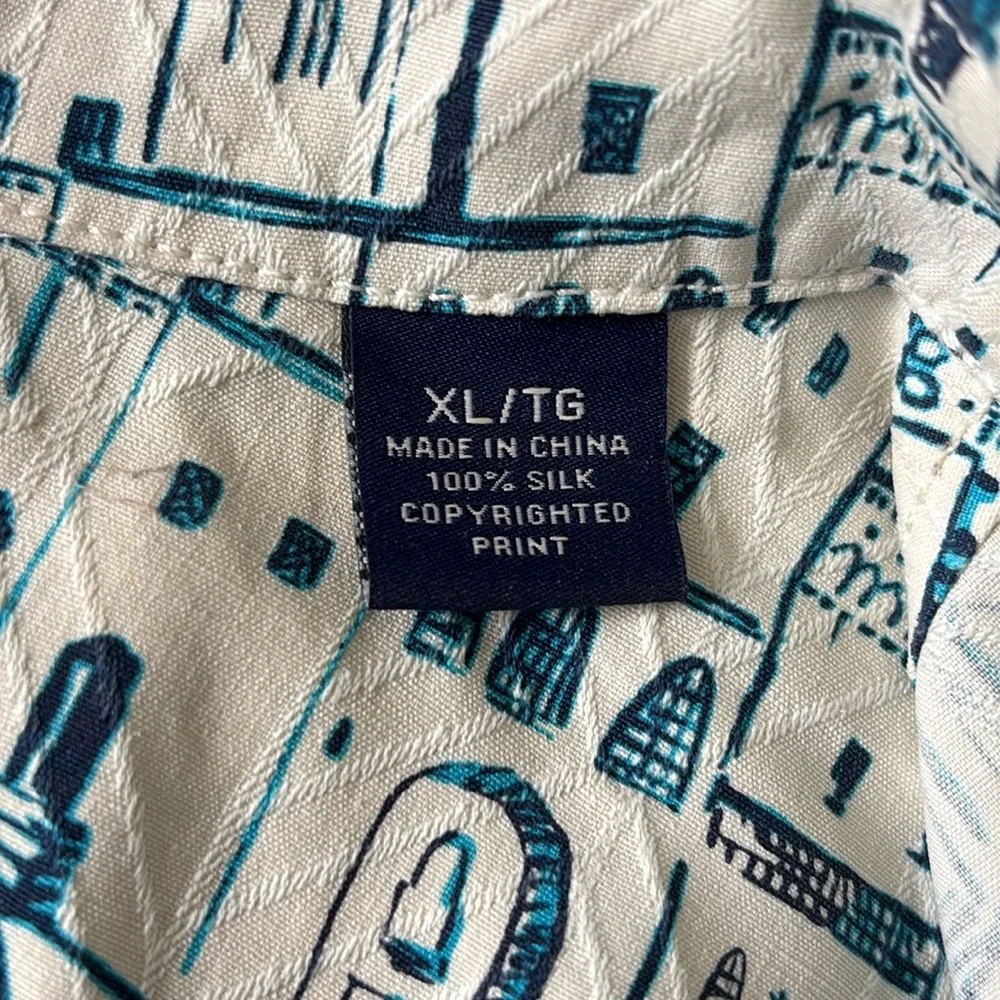 XL/TG
MADE IN CHINA
100% SILK
COPYRIGHTED
PRINT